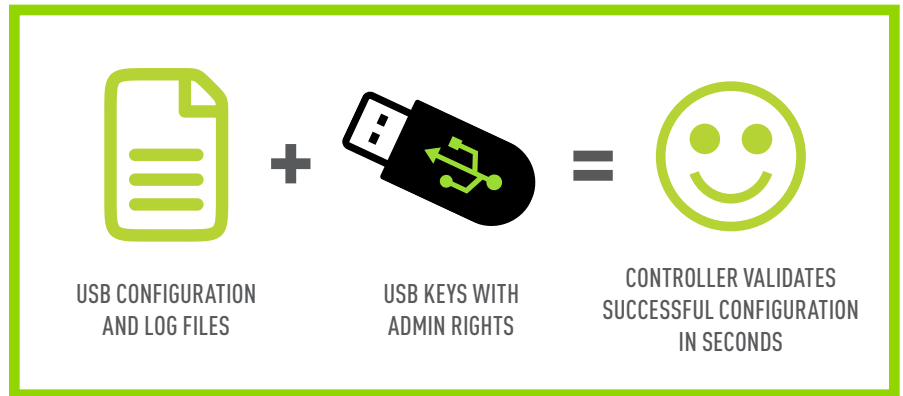 USB CONFIGURATION
AND LOG FILES
USB KEYS WITH
ADMIN RIGHTS
CONTROLLER VALIDATES
SUCCESSFUL CONFIGURATION
IN SECONDS